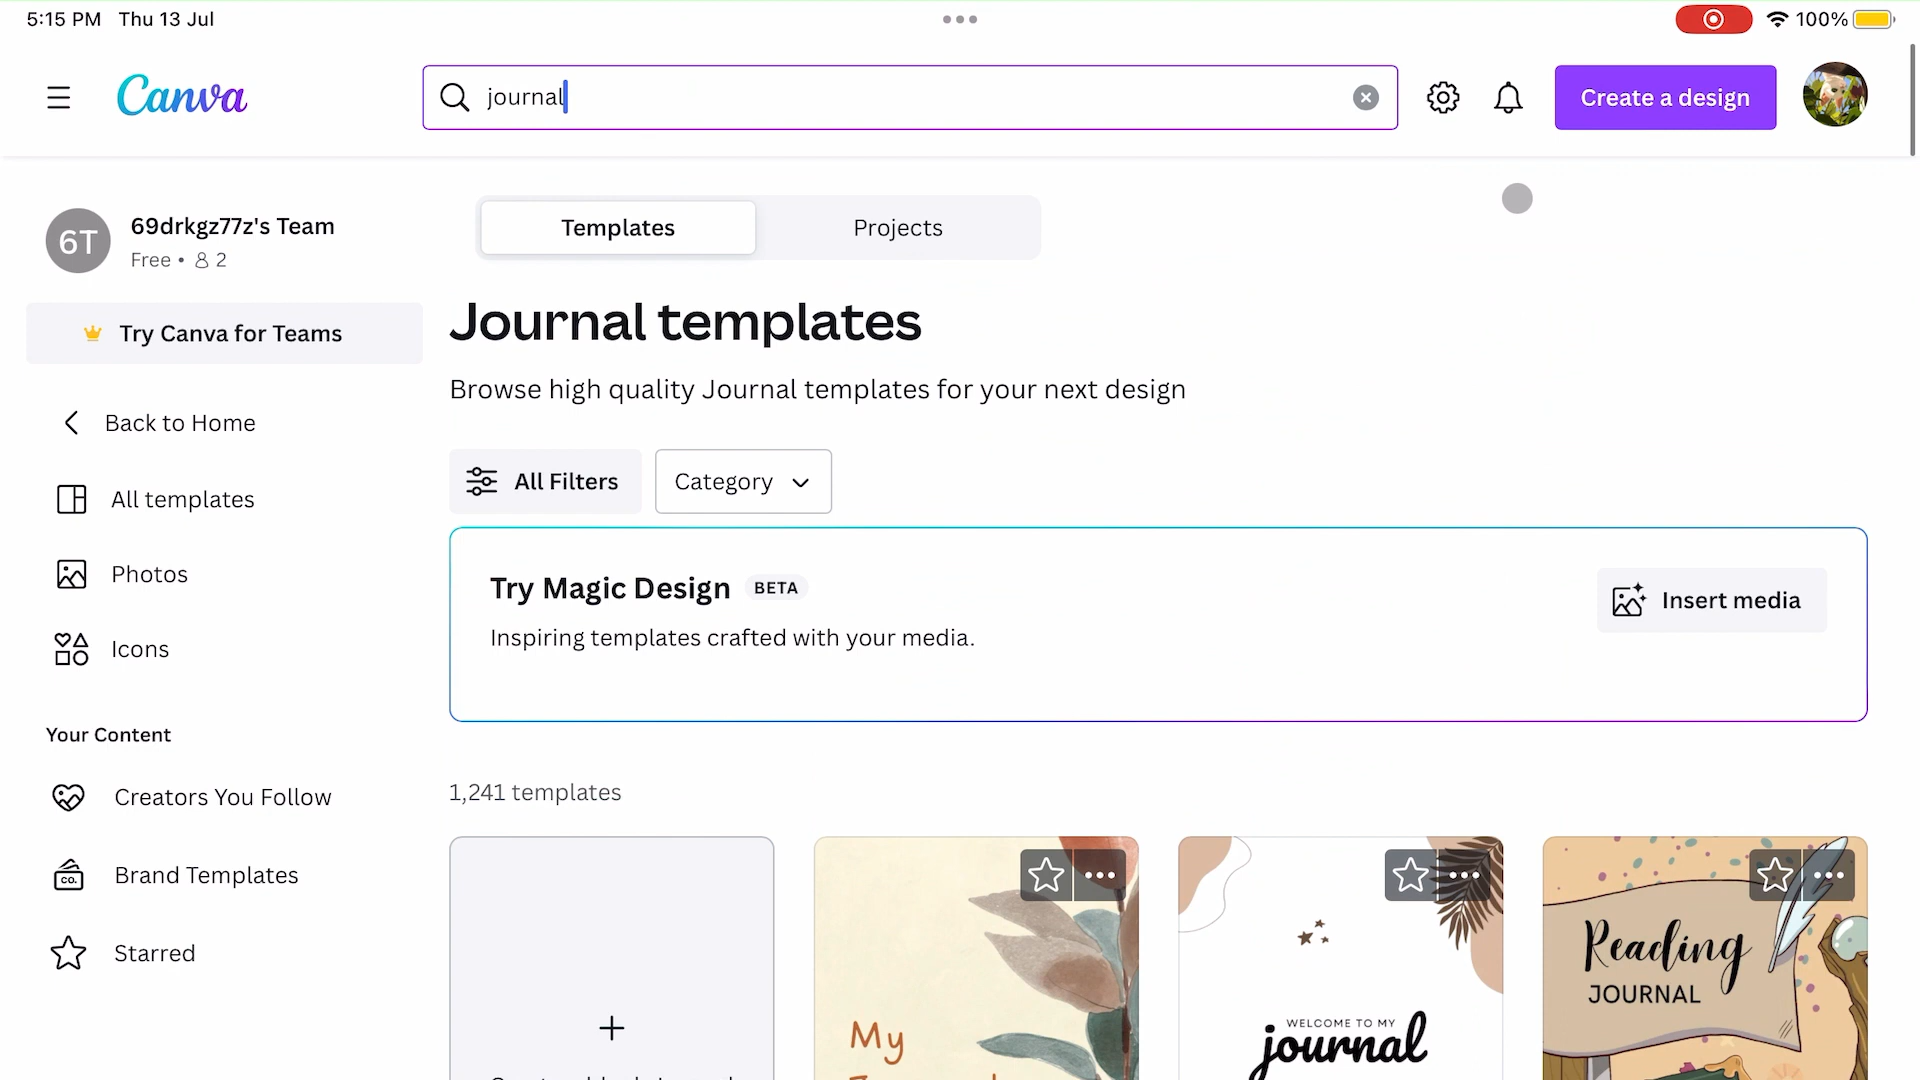 5:15 PM Thu 13 Jul
100%
Canva
journal
Create a design
6T
69drkgz77z's Team
Free • 2
Templates
Projects
Try Canva for Teams
Journal templates
Browse high quality Journal templates for your next design
Back to Home
All Filters
Category
All templates
Photos
Try Magic Design BETA
Inspiring templates crafted with your media.
Insert media
Icons
Your Content
Creators You Follow
1,241 templates
Brand Templates
CO.
Starred
My
WELCOME TO MY
journal
Reading
JOURNAL